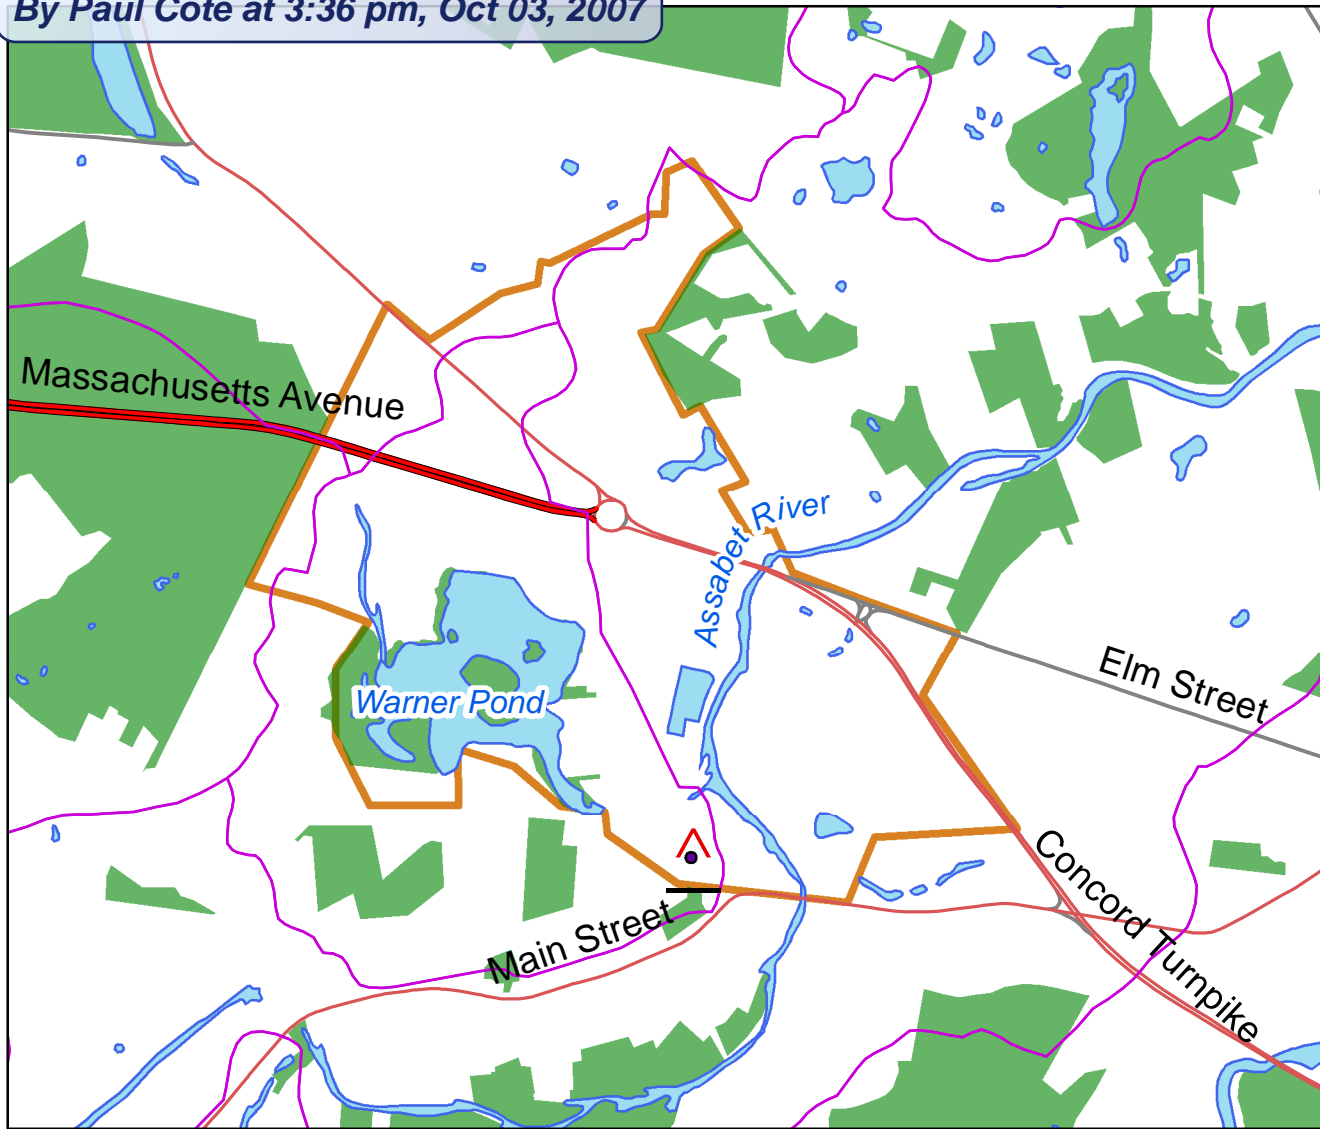 By Paul Cote at 3:36 pm, Oct 03, 2007
Massachusetts Avenue
Assabet River
Elm Street
Warner Pond
Concord Turnpike
Main Street